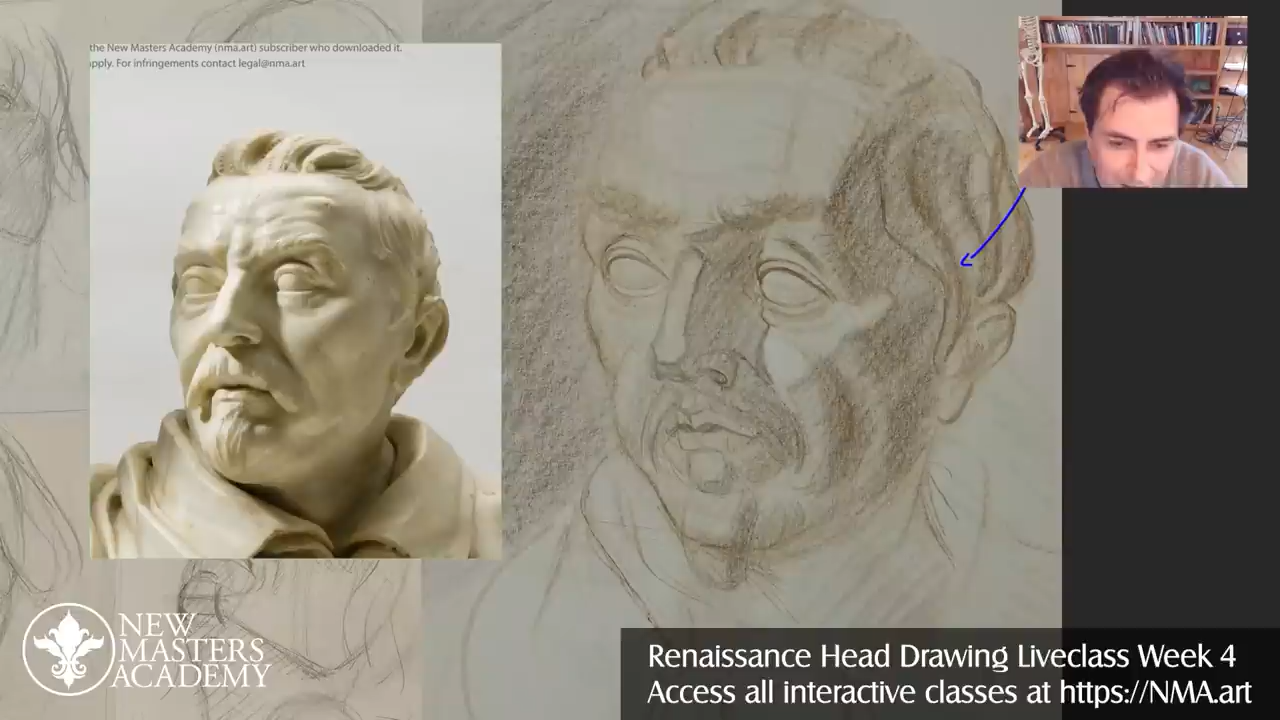 the New Masters Academy (nma.art) subscriber who downloaded it.
apply. For infringements contact legal@nma.art
NEW
MASTERS
ACADEMY
Renaissance Head Drawing Liveclass Week 4
Access all interactive classes at https://NMA.art